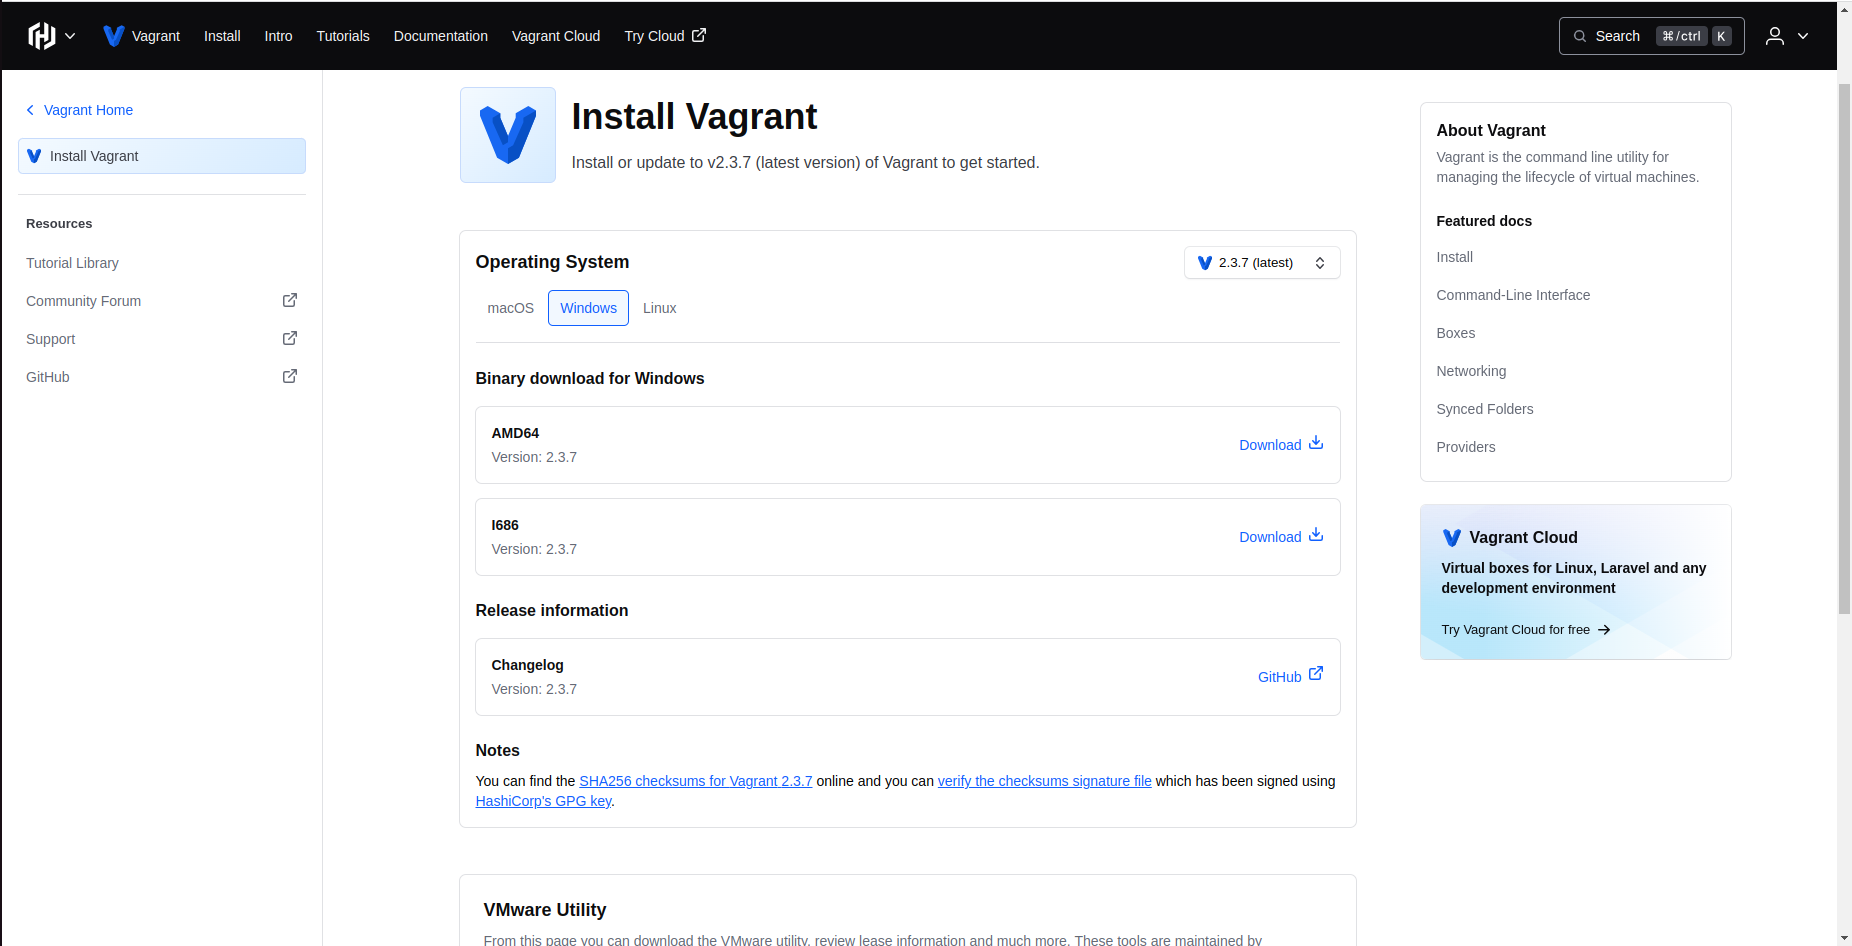 Vagrant Install Intro Tutorials Documentation Vagrant Cloud Try Cloud Search ⌘/ctrl K
Vagrant Home
Install Vagrant
Resources
Tutorial Library
Community Forum
Support
GitHub
Install Vagrant
Install or update to v2.3.7 (latest version) of Vagrant to get started.
Operating System
2.3.7 (latest)
macOS Windows Linux
Binary download for Windows
AMD64
Version: 2.3.7
Download
I686
Version: 2.3.7
Download
Release information
Changelog
Version: 2.3.7
GitHub
Notes
You can find the SHA256 checksums for Vagrant 2.3.7 online and you can verify the checksums signature file which has been signed using
HashiCorp's GPG key.
VMware Utility
From this page you can download the VMware utility, review lease information and much more. These tools are maintained by
About Vagrant
Vagrant is the command line utility for
managing the lifecycle of virtual machines.
Featured docs
Install
Command-Line Interface
Boxes
Networking
Synced Folders
Providers
Vagrant Cloud
Virtual boxes for Linux, Laravel and any
development environment
Try Vagrant Cloud for free